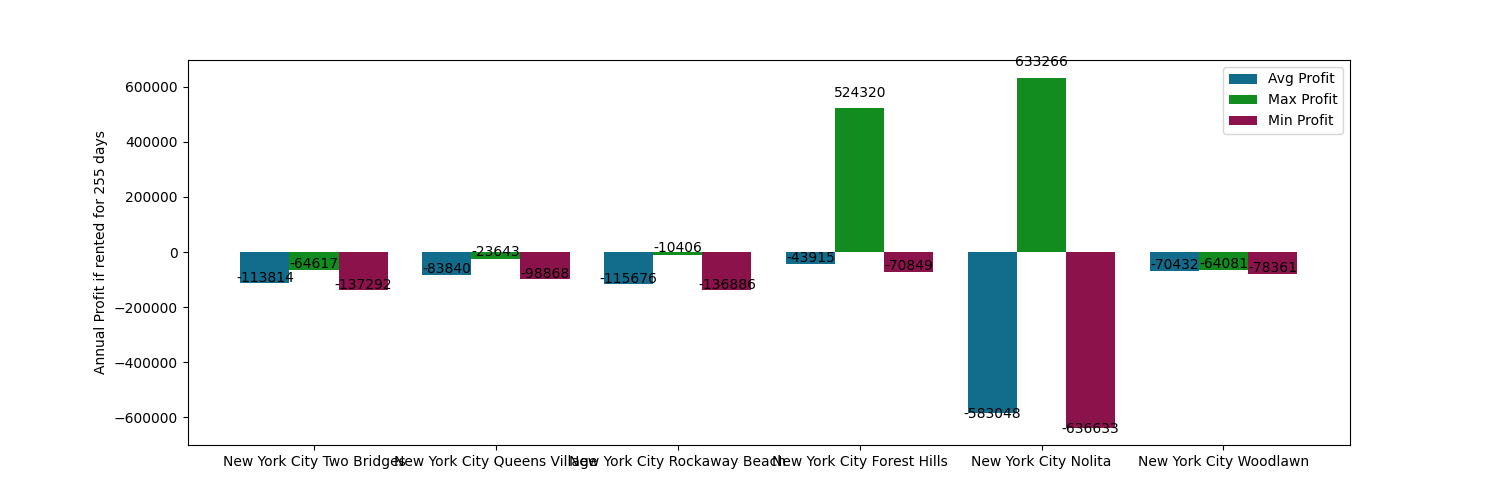 633266
600000
Avg Profit
524320
Max Profit
Min Profit
400000
Annual Profit if rented for 255 days
200000
0
-113814
-64617
-137292
-83840
-23643
-98868
-115676
-10406
-136886
-43915
-70849
-70432
-64081
-78361
−200000
−400000
-583048
-636633
−600000
New York City Two Bridges
New York City Queens Village
New York City Rockaway Beach
New York City Forest Hills
New York City Nolita
New York City Woodlawn